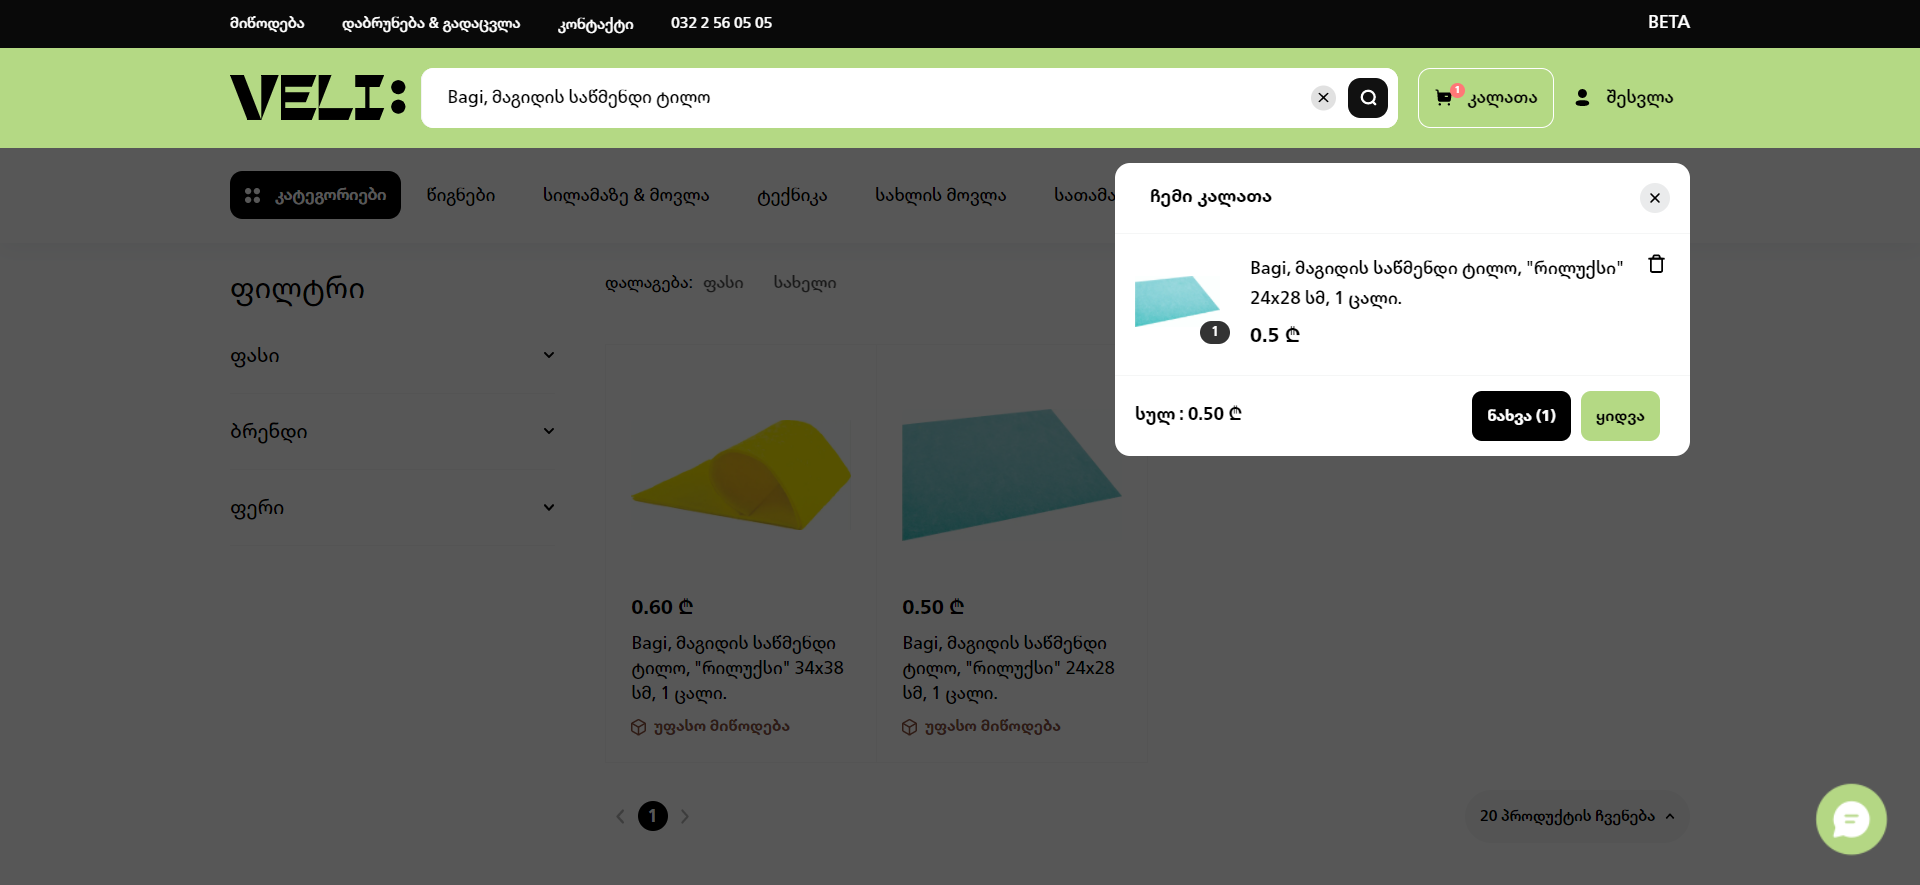 მიწოდება
დაბრუნება & გადაცვლა
კონტაქტი
032 2 56 05 05
BETA
VELI:
Bagi, მაგიდის საწმენდი ტილო
1
კალათა
შესვლა
კატეგორიები
წიგნები
სილამაზე & მოვლა
ტექნიკა
სახლის მოვლა
სათამა
ჩემი კალათა
Bagi, მაგიდის საწმენდი ტილო, "რილუქსი"
24x28 სმ, 1 ცალი.
1
0.5 ₾
სულ : 0.50 ₾
ნახვა (1)
ყიდვა
ფილტრი
ფასი
ბრენდი
ფერი
დალაგება:
ფასი
სახელი
0.60 ₾
Bagi, მაგიდის საწმენდი
ტილო, "რილუქსი" 34x38
სმ, 1 ცალი.
უფასო მიწოდება
0.50 ₾
Bagi, მაგიდის საწმენდი
ტილო, "რილუქსი" 24x28
სმ, 1 ცალი.
უფასო მიწოდება
1
20 პროდუქტის ჩვენება